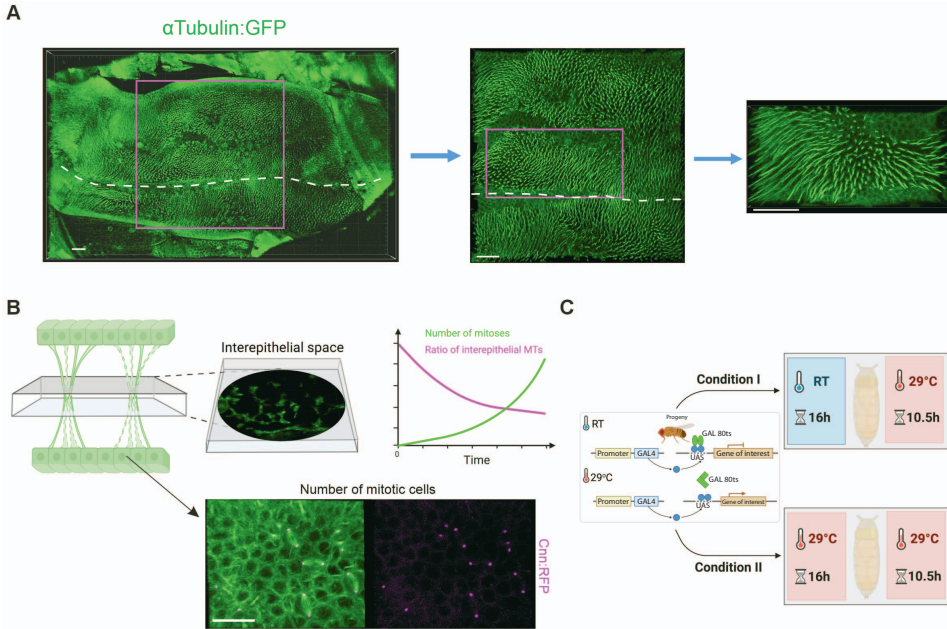 A
αTubulin:GFP
B
Interepithelial space
Number of mitoses
Ratio of interepithelial MTs
0
Time
Number of mitotic cells
Cnn:RFP
C
RT
Progeny
GAL 80ts
Promoter
GAL4
UAS
Gene of interest
29°C
GAL 80ts
Promoter
GAL4
UAS
Gene of interest
Condition I
RT
29°C
16h
10.5h
Condition II
29°C
29°C
16h
10.5h